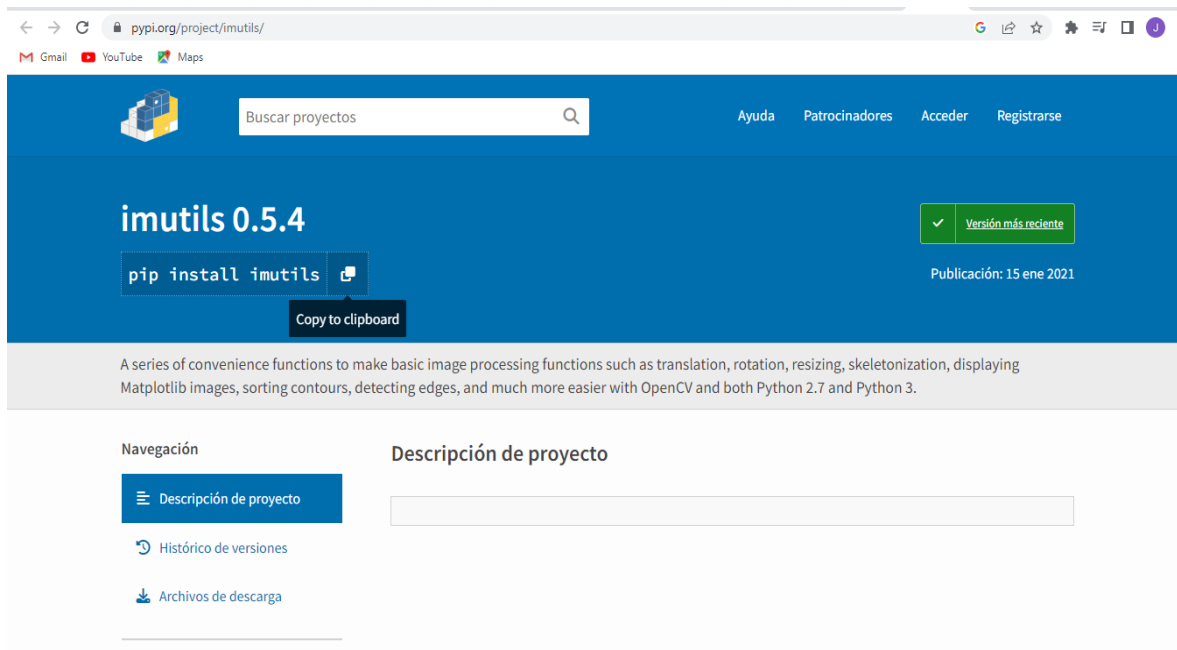 pypi.org/project/imutils/
Gmail YouTube Maps
Buscar proyectos
Ayuda Patrocinadores Acceder Registrarse
imutils 0.5.4
Versión más reciente
pip install imutils
Publicación: 15 ene 2021
Copy to clipboard
A series of convenience functions to make basic image processing functions such as translation, rotation, resizing, skeletonization, displaying
Matplotlib images, sorting contours, detecting edges, and much more easier with OpenCV and both Python 2.7 and Python 3.
Navegación
Descripción de proyecto
Descripción de proyecto
Histórico de versiones
Archivos de descarga
J